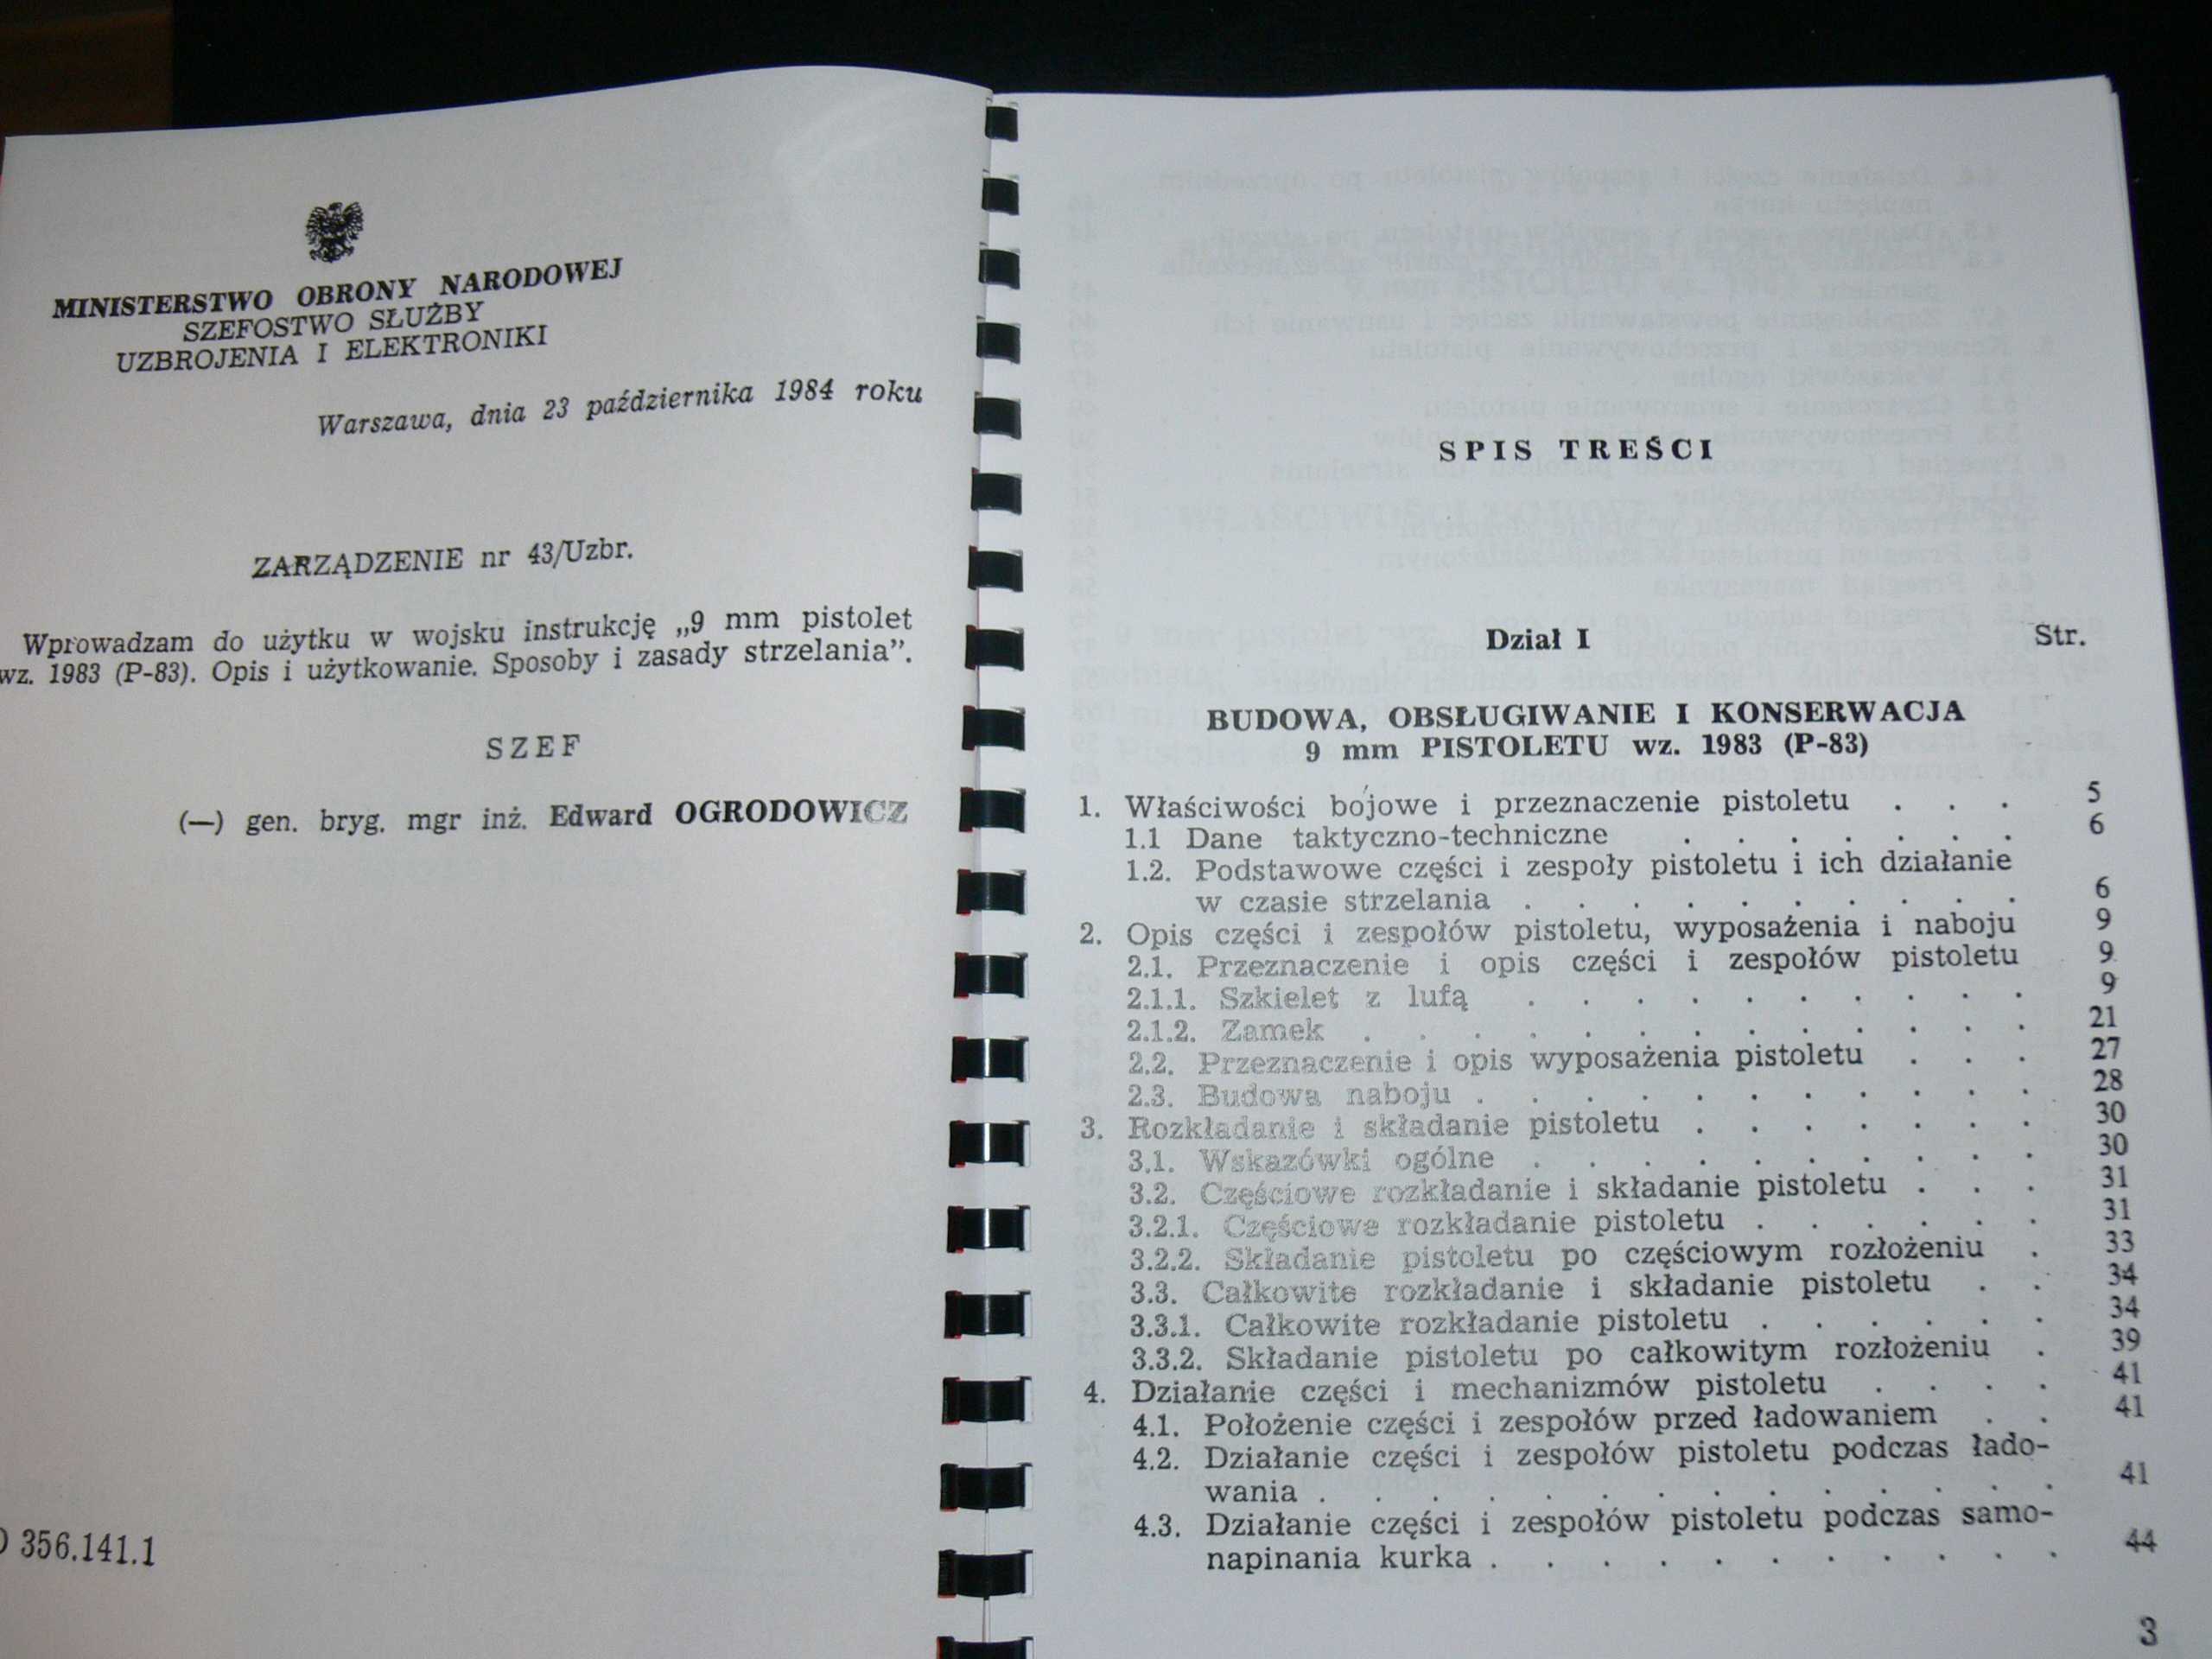 MINISTERSTWO OBRONY NARODOWEJ
SZEFOSTWO SŁUŻBY
UZBROJENIA I ELEKTRONIKI
Warszawa, dnia 23 października 1984 roku
ZARZĄDZENIE nr 43/Uzbr.
Wprowadzam do użytku w wojsku instrukcję „9 mm pistolet
wz. 1983 (P-83). Opis i użytkowanie. Sposoby i zasady strzelania”.
SZEF
(—) gen. bryg. mgr inż. Edward OGRODOWICZ
356.141.1
SPIS TREŚCI
Dział I Str.
BUDOWA, OBSŁUGIWANIE I KONSERWACJA
9 mm PISTOLETU wz. 1983 (P-83)
1. Właściwości bojowe i przeznaczenie pistoletu . . . 5
1.1 Dane taktyczno-techniczne . . . . . . . 6
1.2. Podstawowe części i zespoły pistoletu i ich działanie
w czasie strzelania . . . . . . . . . . 6
2. Opis części i zespołów pistoletu, wyposażenia i naboju 9
2.1. Przeznaczenie i opis części i zespołów pistoletu 9
2.1.1. Szkielet z lufą . . . . . . . . . . 9
2.1.2. Zamek . . . . . . . . . . . . . 21
2.2. Przeznaczenie i opis wyposażenia pistoletu . . . 27
2.3. Budowa naboju . . . . . . . . . . . 28
3. Rozkładanie i składanie pistoletu . . . . . . . 30
3.1. Wskazówki ogólne . . . . . . . . . . 30
3.2. Częściowe rozkładanie i składanie pistoletu . . . 31
3.2.1. Częściowe rozkładanie pistoletu . . . . . . 31
3.2.2. Składanie pistoletu po częściowym rozłożeniu . 33
3.3. Całkowite rozkładanie i składanie pistoletu . . 34
3.3.1. Całkowite rozkładanie pistoletu . . . . . . 34
3.3.2. Składanie pistoletu po całkowitym rozłożeniu . 39
4. Działanie części i mechanizmów pistoletu . . . . 41
4.1. Położenie części i zespołów przed ładowaniem . . 41
4.2. Działanie części i zespołów pistoletu podczas łado-
wania . . . . . . . . . . . . . . 41
4.3. Działanie części i zespołów pistoletu podczas samo-
napinania kurka . . . . . . . . . . . 44
3